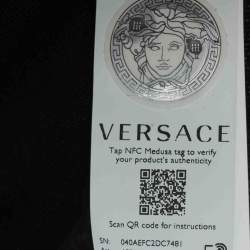 VERSACE
Tap NFC Medusa tag to verify
your product's authenticity
Scan QR code for instructions
SN: 040AEFC2DC74B1